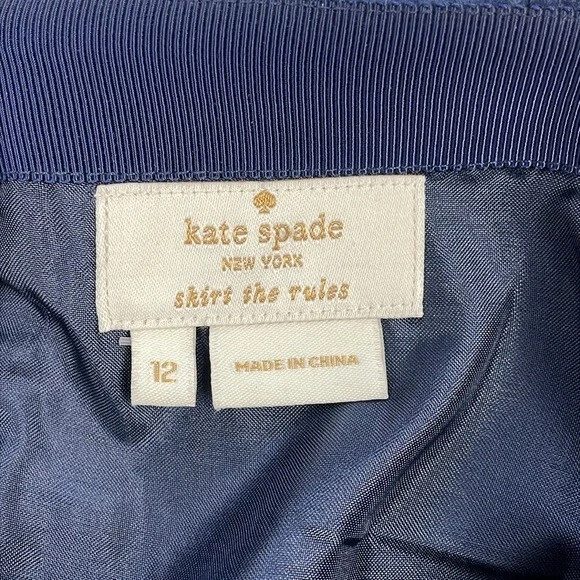 kate spade
NEW YORK
skirt the rules
12
MADE IN CHINA